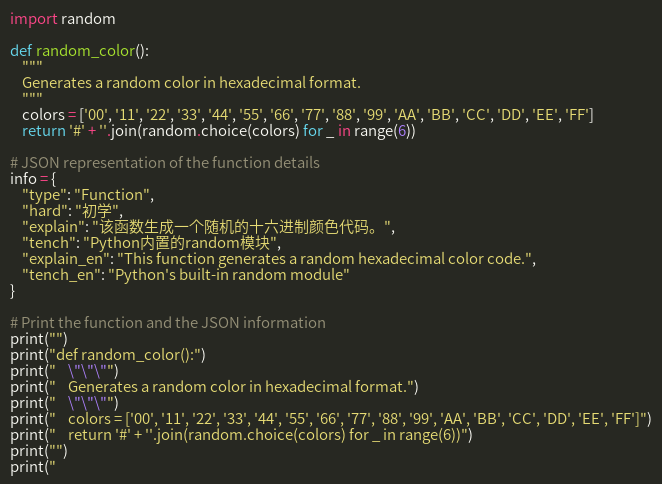 import random

def random_color():
    """
    Generates a random color in hexadecimal format.
    """
    colors = ['00', '11', '22', '33', '44', '55', '66', '77', '88', '99', 'AA', 'BB', 'CC', 'DD', 'EE', 'FF']
    return '#' + ''.join(random.choice(colors) for _ in range(6))

# JSON representation of the function details
info = {
    "type": "Function",
    "hard": "初学",
    "explain": "该函数生成一个随机的十六进制颜色代码。",
    "tench": "Python内置的random模块",
    "explain_en": "This function generates a random hexadecimal color code.",
    "tench_en": "Python's built-in random module"
}

# Print the function and the JSON information
print("")
print("def random_color():")
print("    \"\"\"")
print("    Generates a random color in hexadecimal format.")
print("    \"\"\"")
print("    colors = ['00', '11', '22', '33', '44', '55', '66', '77', '88', '99', 'AA', 'BB', 'CC', 'DD', 'EE', 'FF']")
print("    return '#' + ''.join(random.choice(colors) for _ in range(6))")
print("")
print("